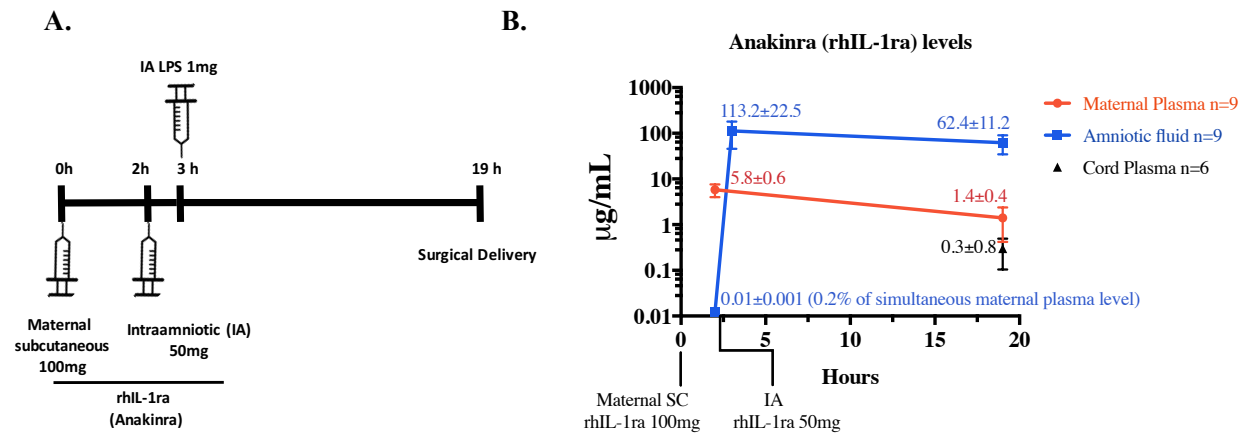 A.
IA LPS 1mg
0h
2h
3 h
19 h
Surgical Delivery
Maternal
subcutaneous
100mg
Intraamniotic (IA)
50mg
rhIL-1ra
(Anakinra)
B.
Anakinra (rhIL-1ra) levels
µg/mL
1000
100
10
1
0.1
0.01
113.2±22.5
62.4±11.2
5.8±0.6
1.4±0.4
0.3±0.8
0.01±0.001 (0.2% of simultaneous maternal plasma level)
0
5
10
15
20
Hours
Maternal SC
rhIL-1ra 100mg
IA
rhIL-1ra 50mg
Maternal Plasma n=9
Amniotic fluid n=9
Cord Plasma n=6